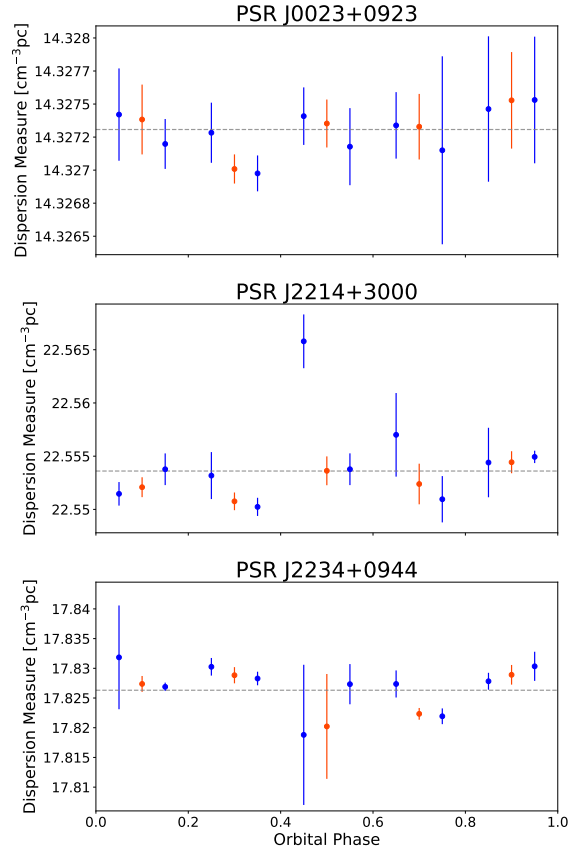 PSR J0023+0923
Dispersion Measure [cm⁻³pc]
14.328
14.3277
14.3275
14.3272
14.327
14.3268
14.3265
PSR J2214+3000
Dispersion Measure [cm⁻³pc]
22.565
22.56
22.555
22.55
PSR J2234+0944
Dispersion Measure [cm⁻³pc]
17.84
17.835
17.83
17.825
17.82
17.815
17.81
0.0 0.2 0.4 0.6 0.8 1.0
Orbital Phase